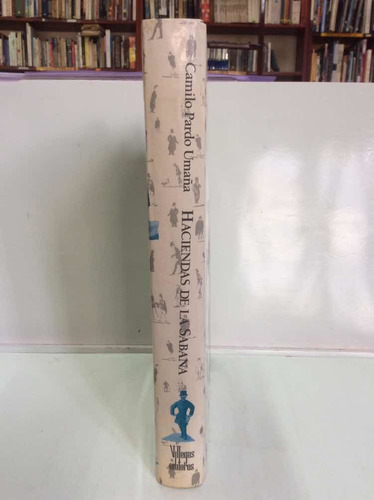 Camilo Pardo Umaña
HACIENDAS DE LA SABANA
Villegas
editores